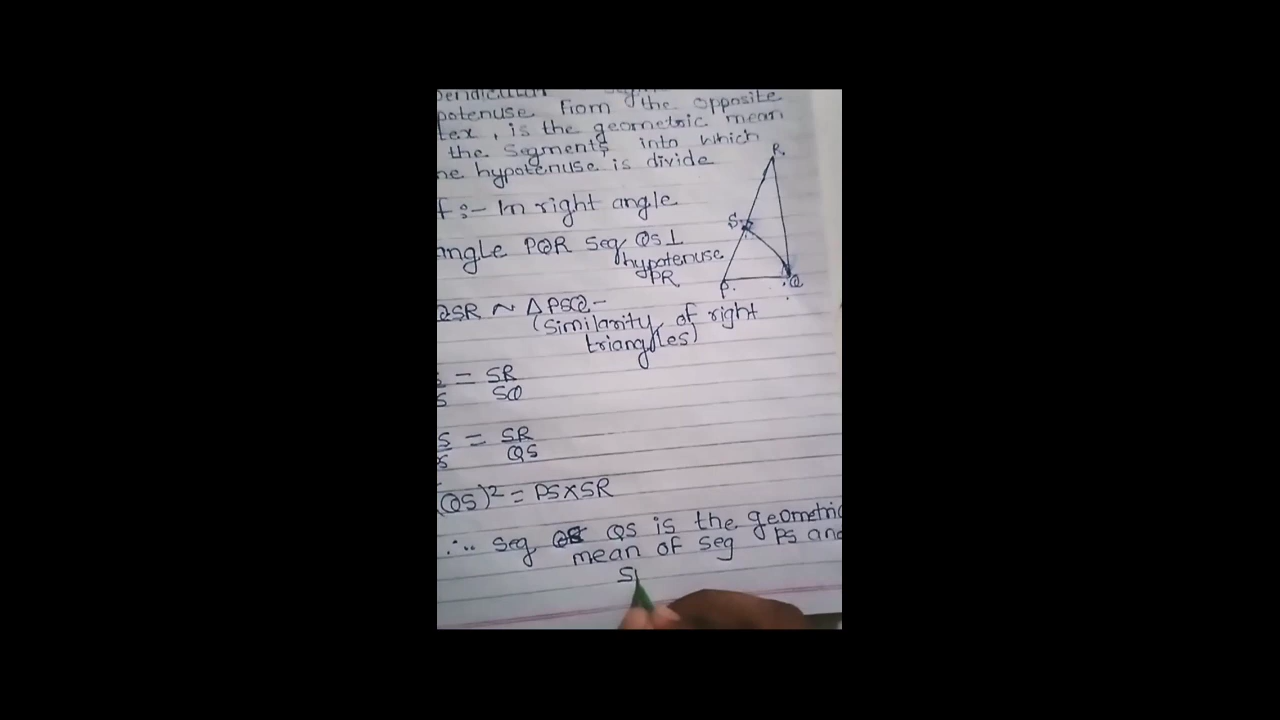 potenuse from the opposite
tex, is the geometric mean
the segments into which
he hypotenuse is divide
R
f :- In right angle
S
angle PQR seg QS⊥
hypotenuse
PR
P. Q
QSR ~ ΔPSQ -
(similarity of right
triangles)
S = SR
S SQ
S = SR
S QS
(QS)² = PS×SR
∴ seg QS is the geometric
mean of seg PS and
S